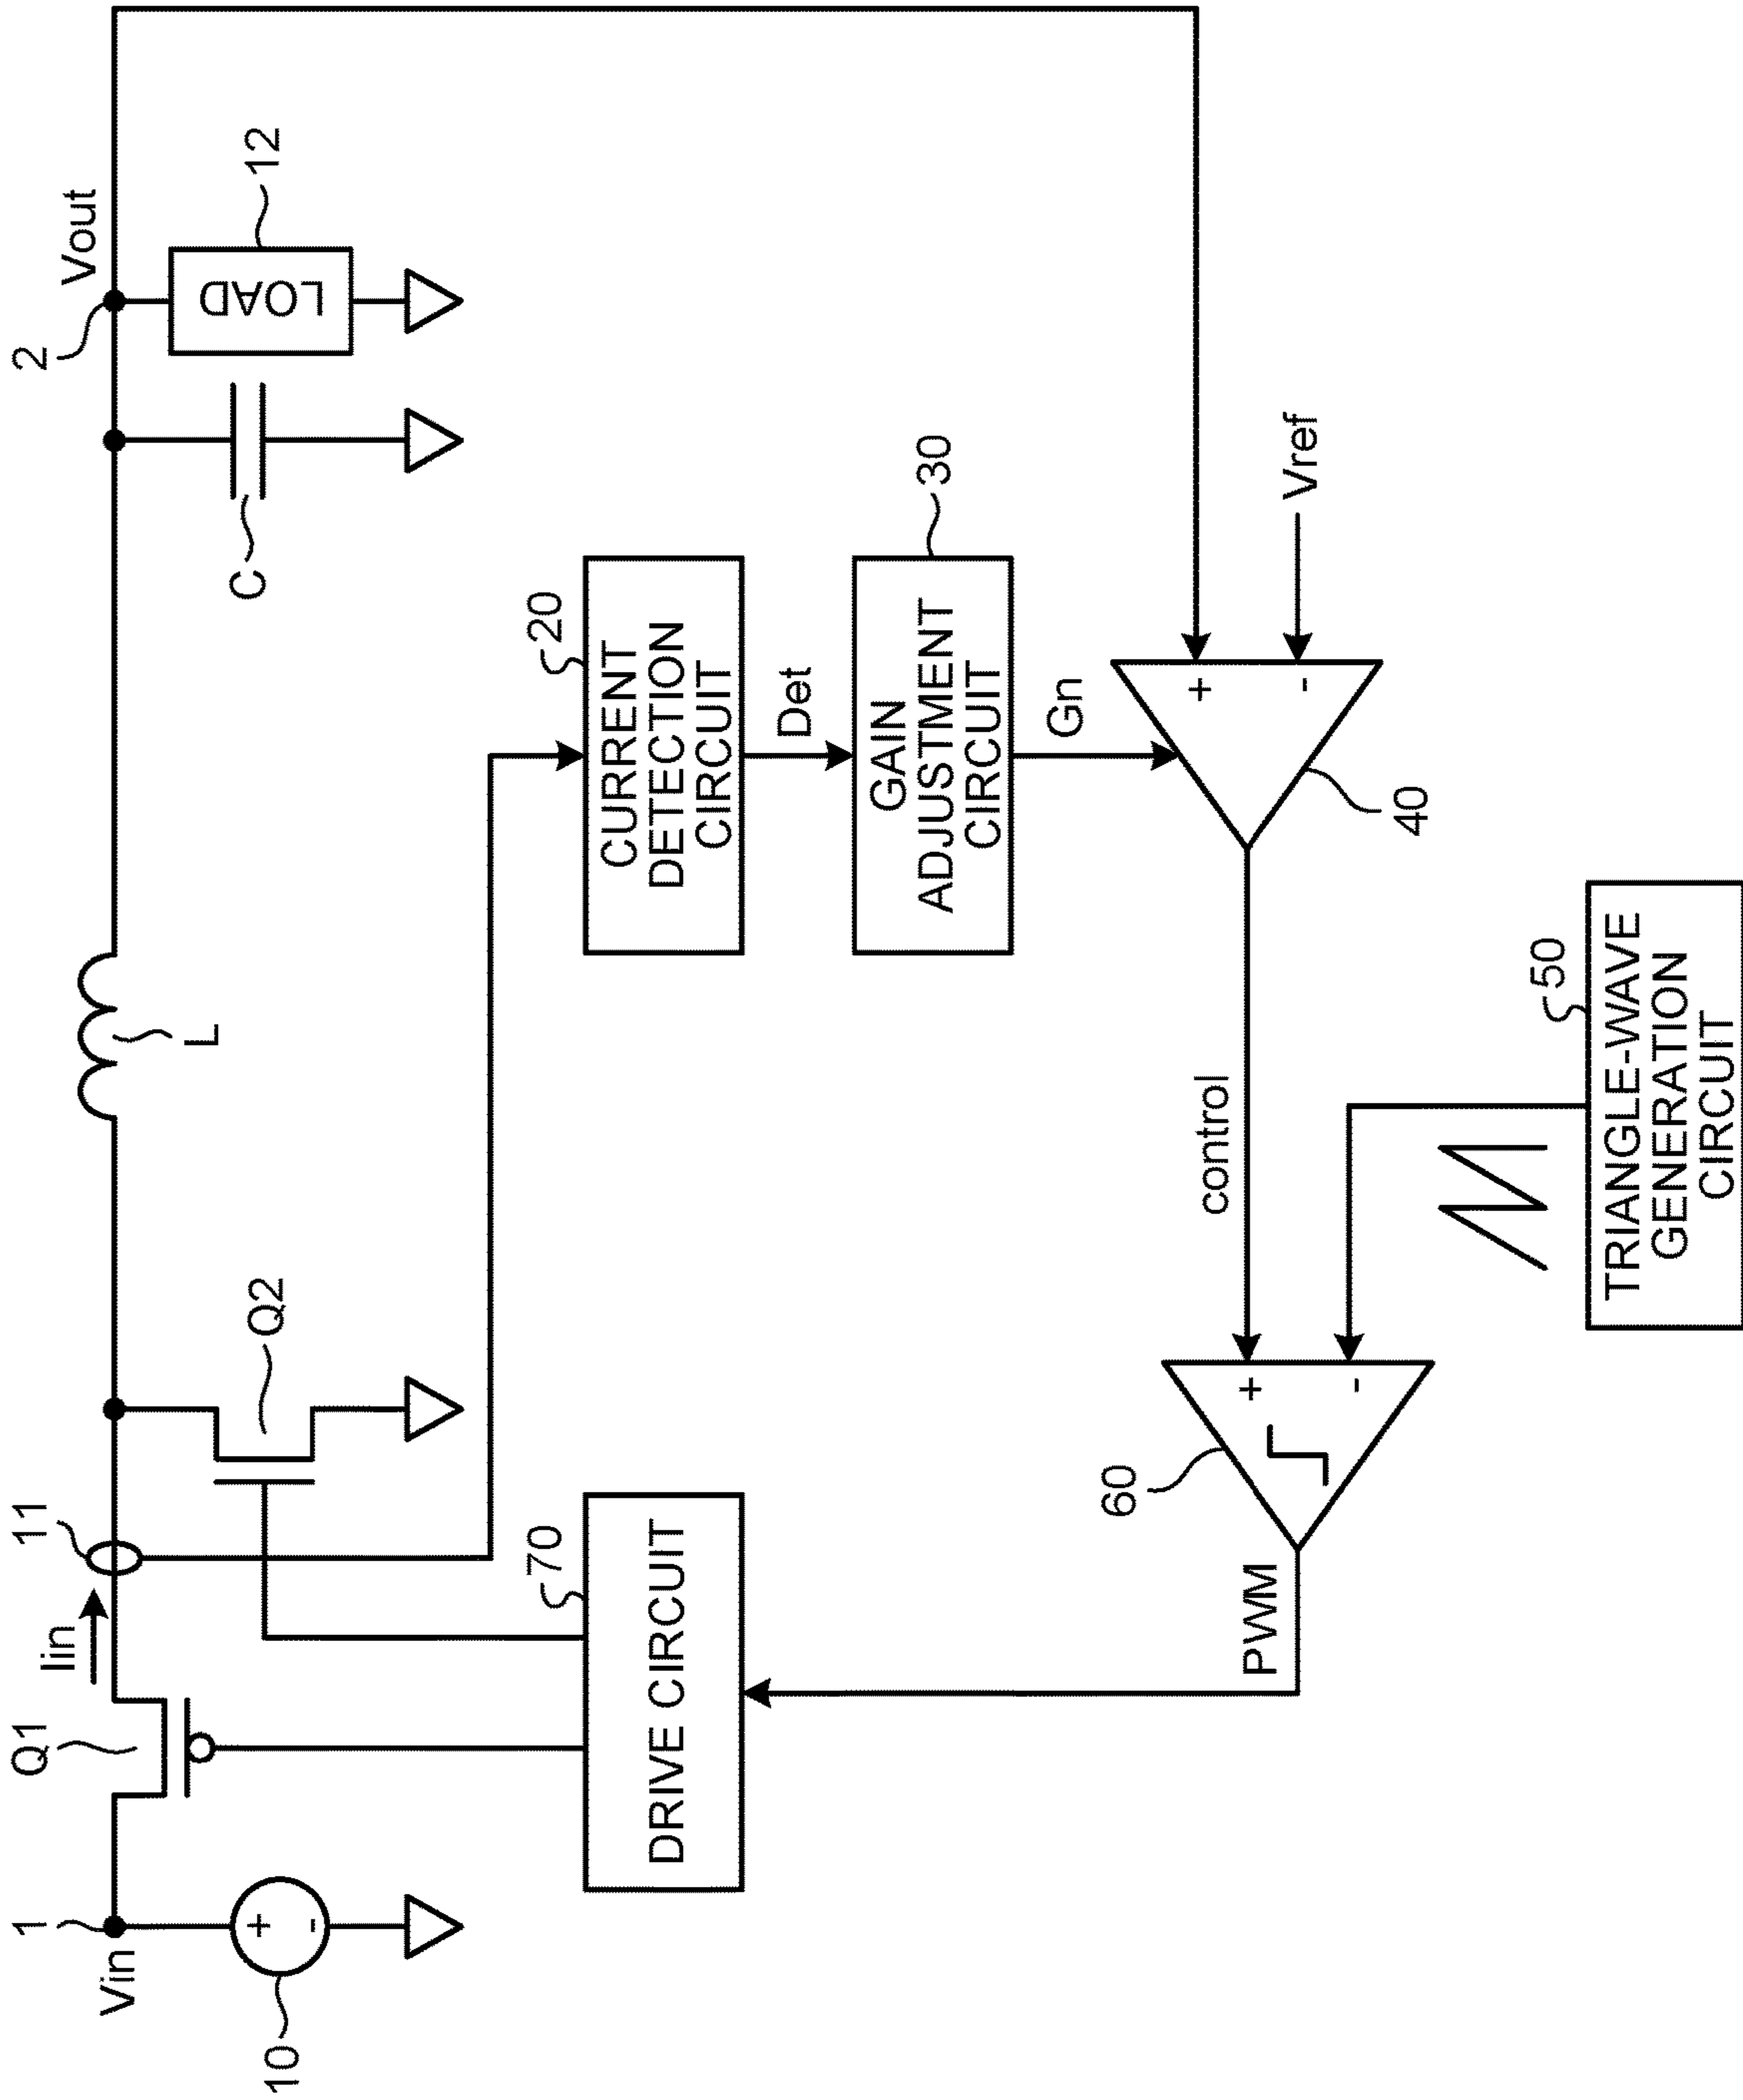 1
Vin
10
+
-
Q1
Iin
11
Q2
L
C
2
Vout
LOAD
12
DRIVE CIRCUIT
70
CURRENT
DETECTION
CIRCUIT
20
Det
GAIN
ADJUSTMENT
CIRCUIT
30
Gn
+
-
40
Vref
control
PWM
60
+
-
TRIANGLE-WAVE
GENERATION
CIRCUIT
50